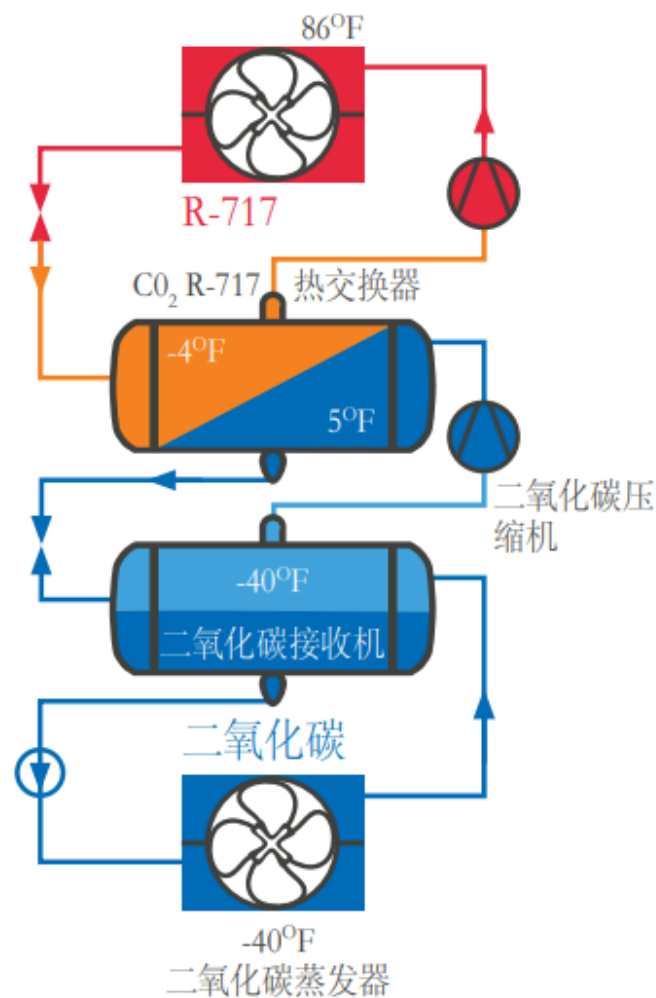 86°F
R-717
C0₂ R-717 热交换器
-4°F
5°F
二氧化碳压
缩机
-40°F
二氧化碳接收机
二氧化碳
-40°F
二氧化碳蒸发器